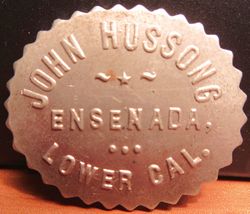 JOHN HUSSONG
ENSENADA,
LOWER CAL.